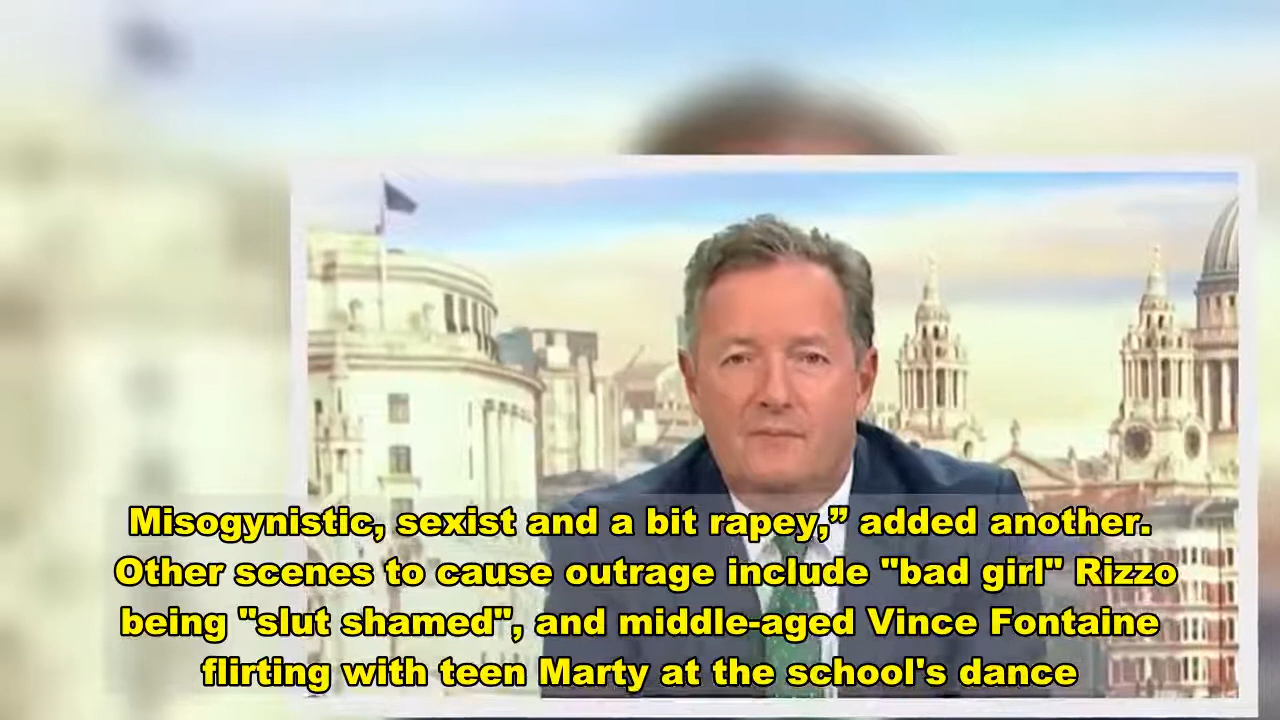 Misogynistic, sexist and a bit rapey,” added another.
Other scenes to cause outrage include "bad girl" Rizzo
being "slut shamed", and middle-aged Vince Fontaine
flirting with teen Marty at the school's dance